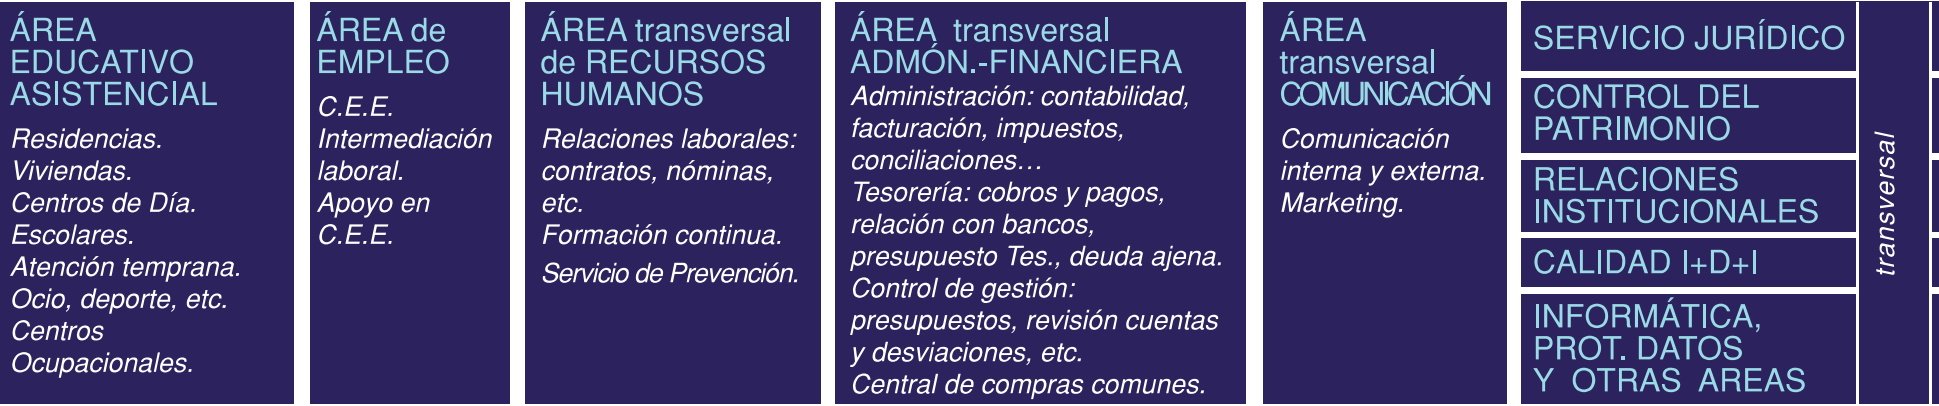 ÁREA
EDUCATIVO
ASISTENCIAL
Residencias.
Viviendas.
Centros de Día.
Escolares.
Atención temprana.
Ocio, deporte, etc.
Centros
Ocupacionales.
ÁREA de
EMPLEO
C.E.E.
Intermediación
laboral.
Apoyo en
C.E.E.
ÁREA transversal
de RECURSOS
HUMANOS
Relaciones laborales:
contratos, nóminas,
etc.
Formación continua.
Servicio de Prevención.
ÁREA transversal
ADMÓN.-FINANCIERA
Administración: contabilidad,
facturación, impuestos,
conciliaciones…
Tesorería: cobros y pagos,
relación con bancos,
presupuesto Tes., deuda ajena.
Control de gestión:
presupuestos, revisión cuentas
y desviaciones, etc.
Central de compras comunes.
ÁREA
transversal
COMUNICACIÓN
Comunicación
interna y externa.
Marketing.
SERVICIO JURÍDICO
CONTROL DEL
PATRIMONIO
RELACIONES
INSTITUCIONALES
CALIDAD I+D+I
INFORMÁTICA,
PROT. DATOS
Y OTRAS AREAS
transversal